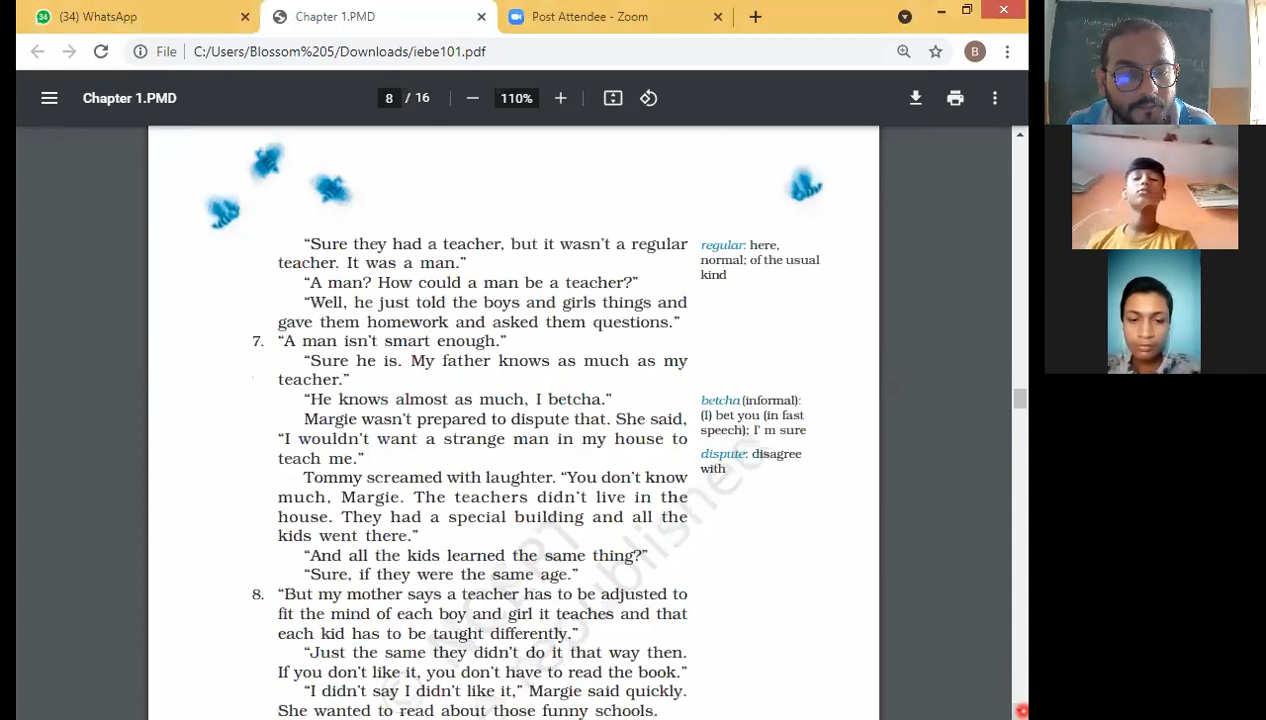 (34) WhatsApp
Chapter 1.PMD
Post Attendee - Zoom
File C:/Users/Blossom%205/Downloads/iebe101.pdf
B
Chapter 1.PMD
8 / 16
110%
“Sure they had a teacher, but it wasn’t a regular
teacher. It was a man.”
“A man? How could a man be a teacher?”
“Well, he just told the boys and girls things and
gave them homework and asked them questions.”
7. “A man isn’t smart enough.”
“Sure he is. My father knows as much as my
teacher.”
“He knows almost as much, I betcha.”
Margie wasn’t prepared to dispute that. She said,
“I wouldn’t want a strange man in my house to
teach me.”
Tommy screamed with laughter. “You don’t know
much, Margie. The teachers didn’t live in the
house. They had a special building and all the
kids went there.”
“And all the kids learned the same thing?”
“Sure, if they were the same age.”
8. “But my mother says a teacher has to be adjusted to
fit the mind of each boy and girl it teaches and that
each kid has to be taught differently.”
“Just the same they didn’t do it that way then.
If you don’t like it, you don’t have to read the book.”
“I didn’t say I didn’t like it,” Margie said quickly.
She wanted to read about those funny schools.
regular: here,
normal; of the usual
kind
betcha (informal):
(I) bet you (in fast
speech); I’ m sure
dispute: disagree
with
© NCERT
republished